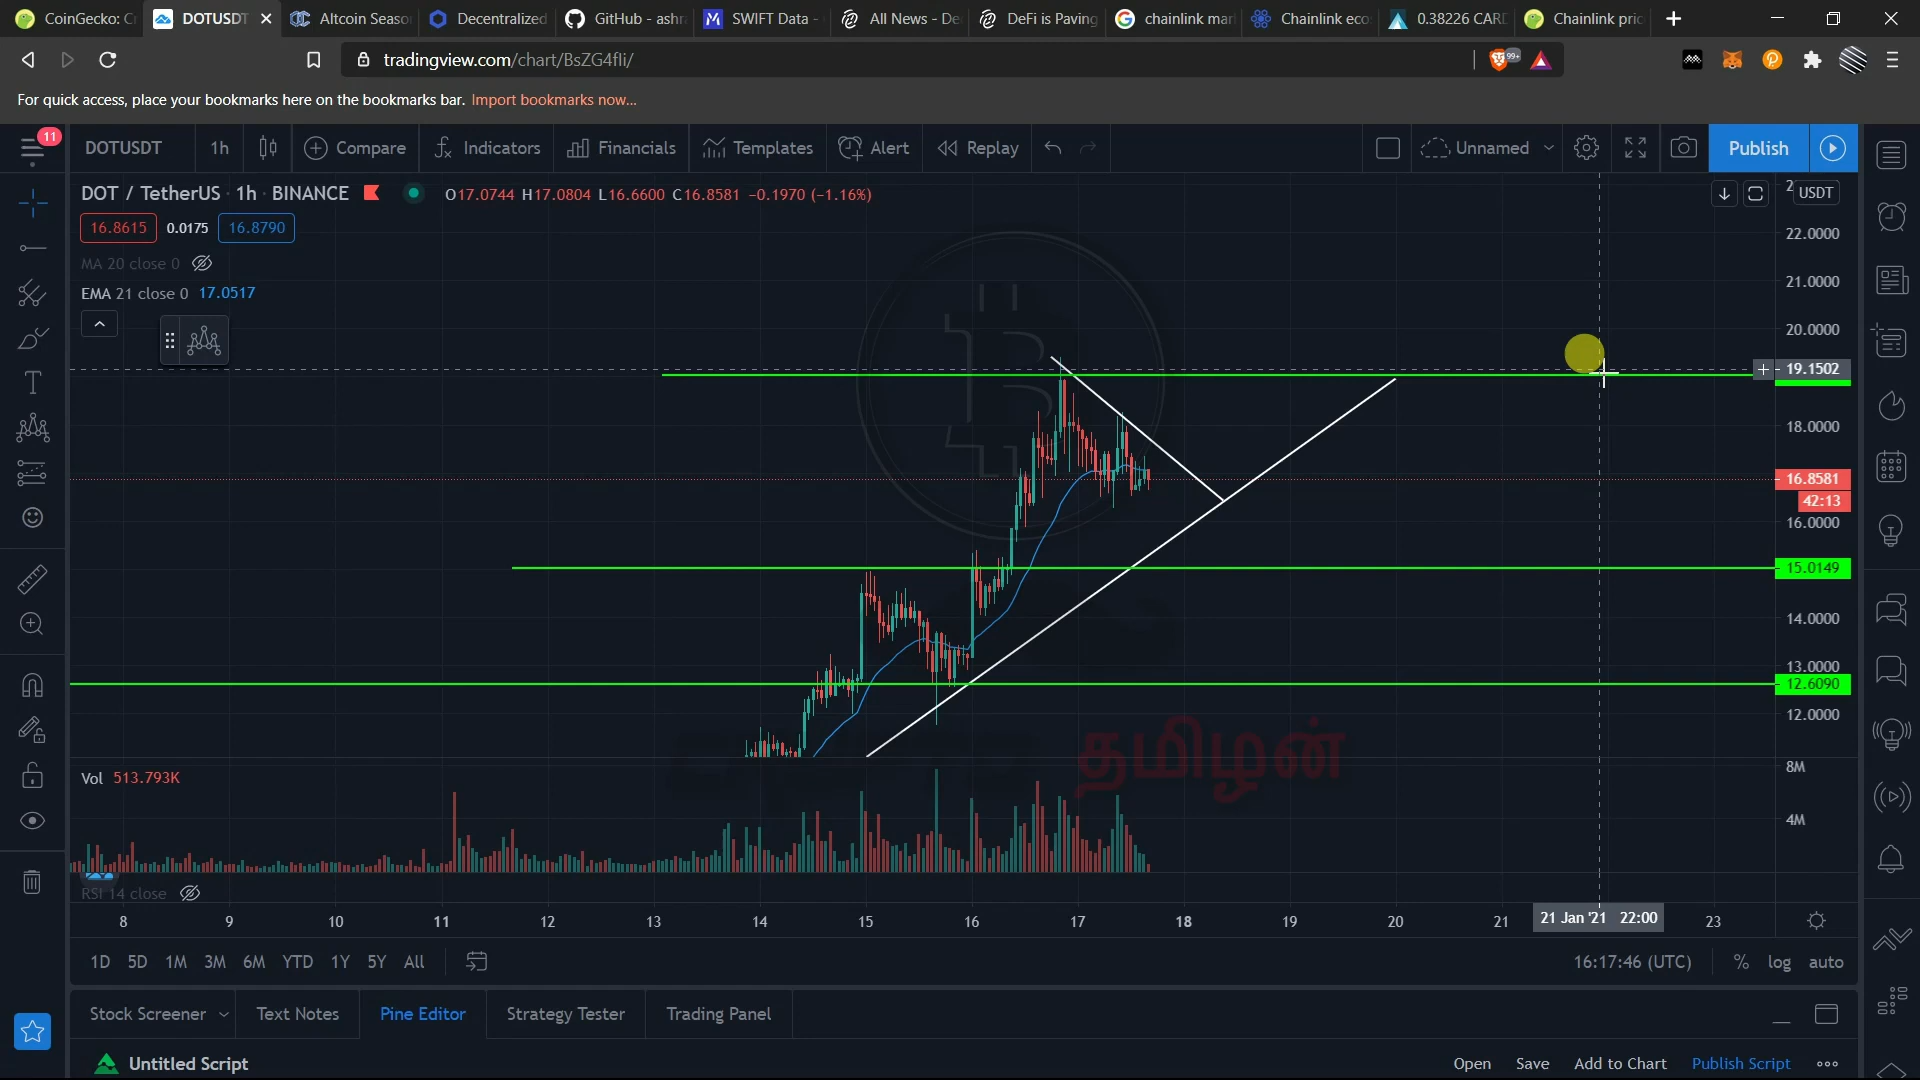 CoinGecko: Cr
DOTUSDT
Altcoin Seaso
Decentralized
GitHub - ashra
SWIFT Data -
All News - De
DeFi is Paving
chainlink mar
Chainlink eco
0.38226 CARD
Chainlink pric
tradingview.com/chart/BsZG4fIi/
99+
For quick access, place your bookmarks here on the bookmarks bar. Import bookmarks now...
11
DOTUSDT
1h
Compare
Indicators
Financials
Templates
Alert
Replay
Unnamed
Publish
DOT / TetherUS · 1h · BINANCE
O17.0744 H17.0804 L16.6600 C16.8581 −0.1970 (−1.16%)
USDT
16.8615
0.0175
16.8790
MA 20 close 0
EMA 21 close 0 17.0517
22.0000
21.0000
20.0000
19.1502
18.0000
16.8581
42:13
16.0000
15.0149
14.0000
13.0000
12.6090
12.0000
தமிழன்
Vol 513.793K
8M
4M
RSI 14 close
8 9 10 11 12 13 14 15 16 17 18 19 20 21 21 Jan '21 22:00 23
1D 5D 1M 3M 6M YTD 1Y 5Y All
16:17:46 (UTC)
% log auto
Stock Screener
Text Notes
Pine Editor
Strategy Tester
Trading Panel
Untitled Script
Open
Save
Add to Chart
Publish Script